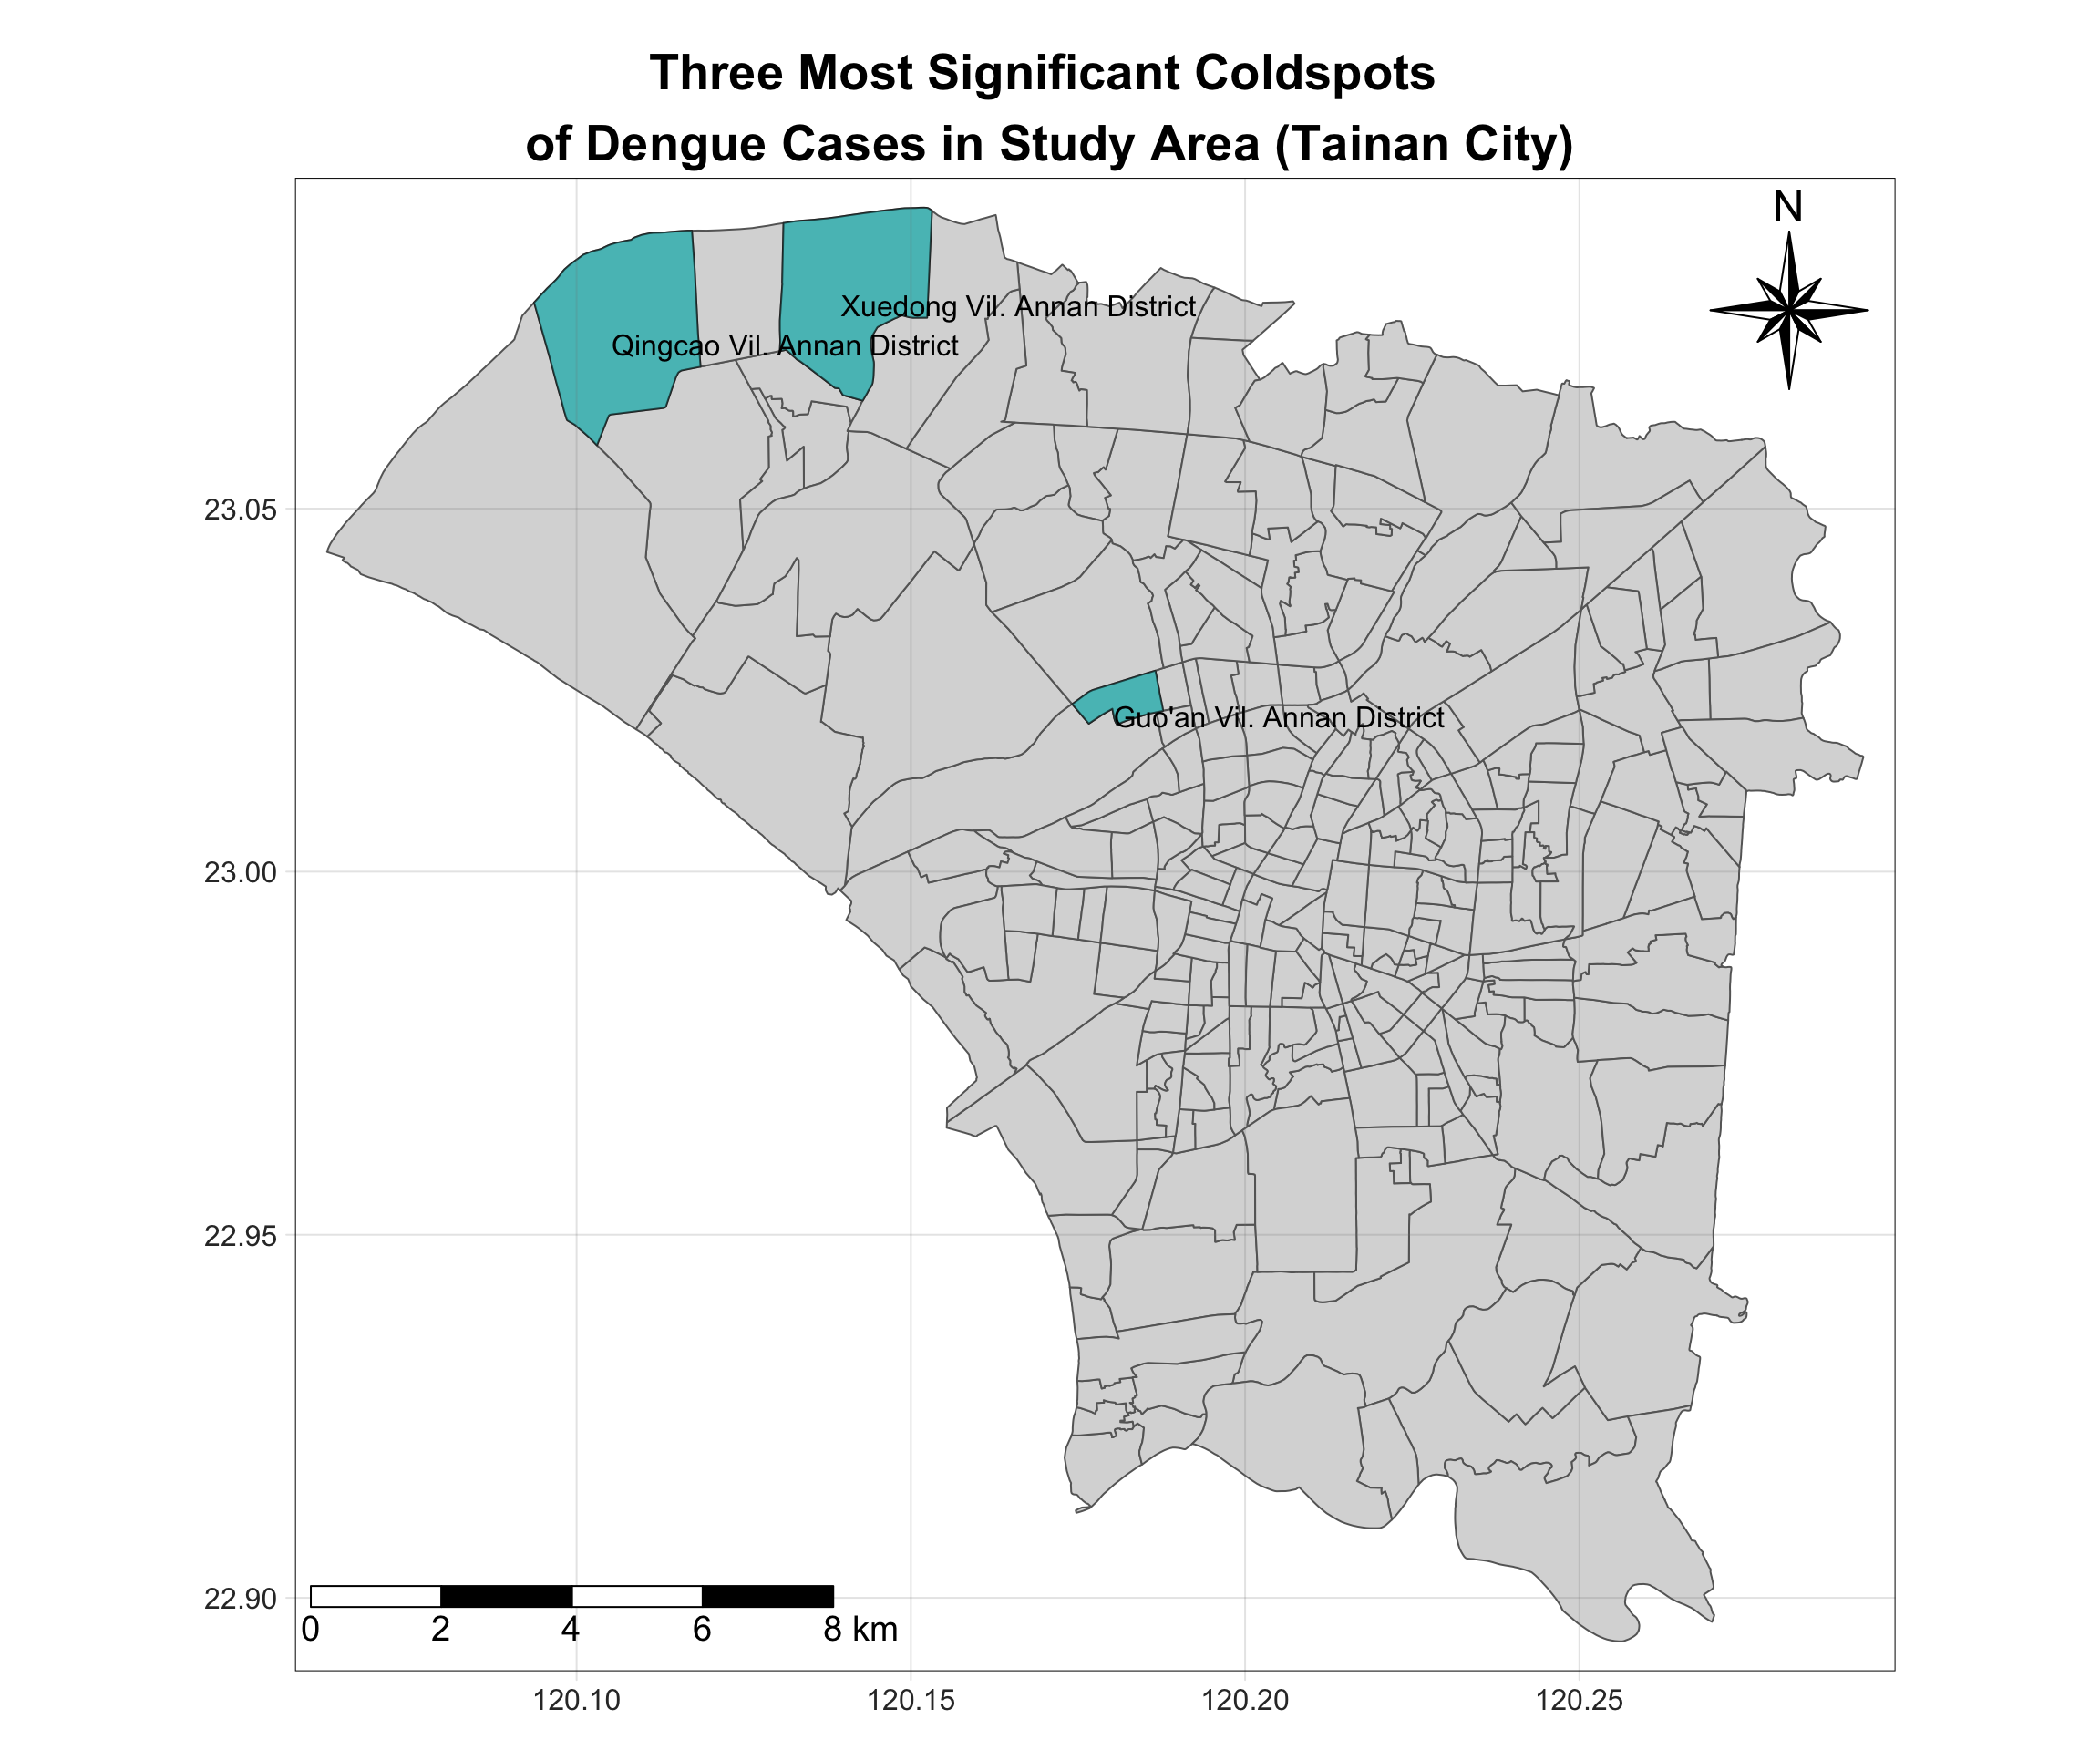 Three Most Significant Coldspots
of Dengue Cases in Study Area (Tainan City)
N
Xuedong Vil. Annan District
Qingcao Vil. Annan District
23.05
Guo'an Vil. Annan District
23.00
22.95
22.90
0 2 4 6 8 km
120.10 120.15 120.20 120.25